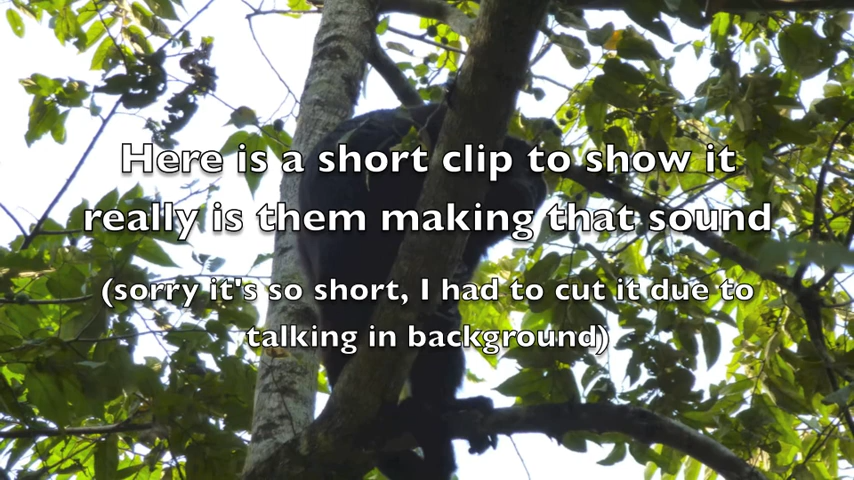 Here is a short clip to show it
really is them making that sound
(sorry it's so short, I had to cut it due to
talking in background)